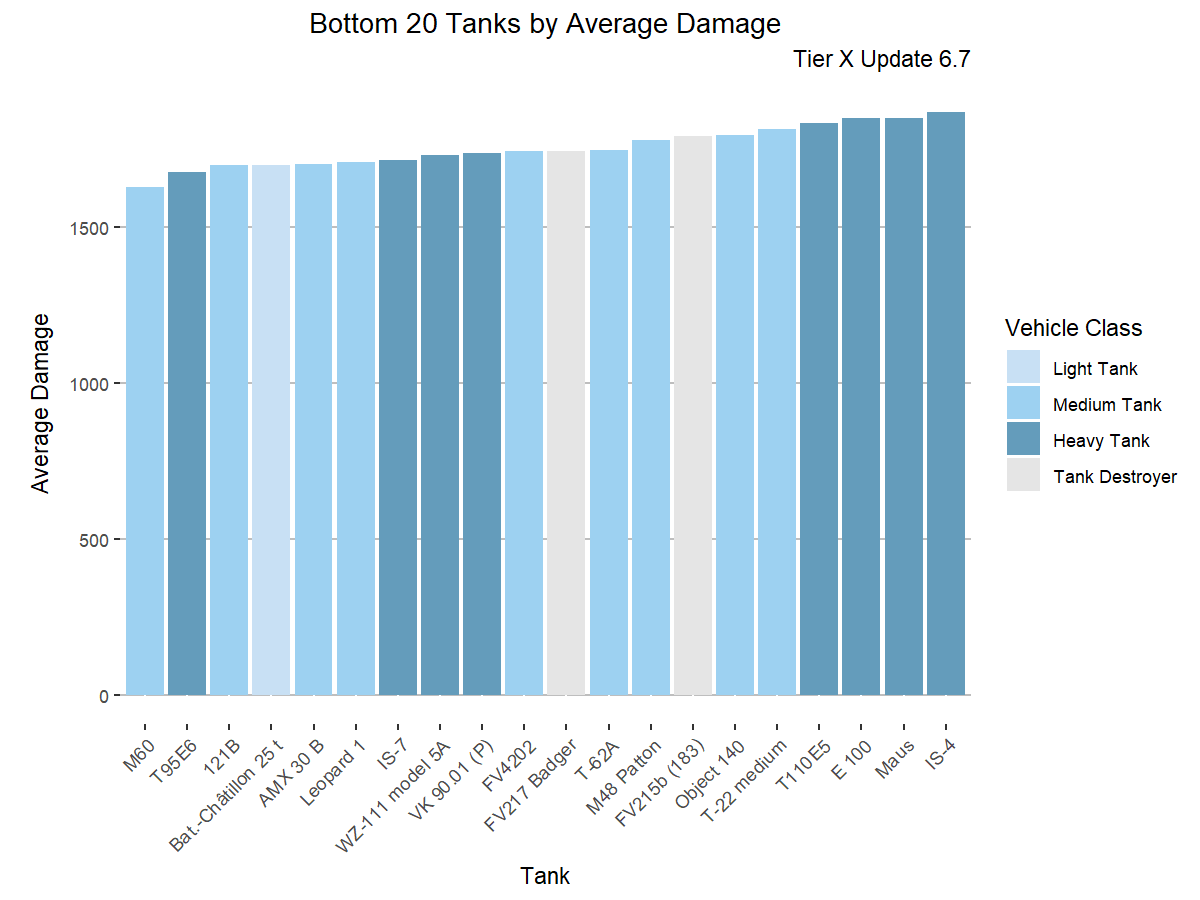 Bottom 20 Tanks by Average Damage
Tier X Update 6.7
Average Damage
1500
1000
500
0
M60
T95E6
121B
Bat.-Châtillon 25 t
AMX 30 B
Leopard 1
IS-7
WZ-111 model 5A
VK 90.01 (P)
FV4202
FV217 Badger
T-62A
M48 Patton
FV215b (183)
Object 140
T-22 medium
T110E5
E 100
Maus
IS-4
Tank
Vehicle Class
Light Tank
Medium Tank
Heavy Tank
Tank Destroyer